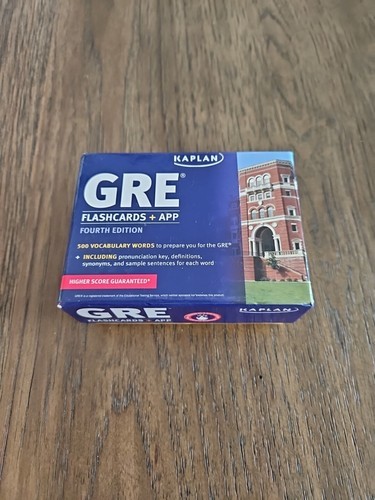 KAPLAN
GRE®
FLASHCARDS + APP
FOURTH EDITION
500 VOCABULARY WORDS to prepare you for the GRE®
+ INCLUDING pronunciation key, definitions,
synonyms, and sample sentences for each word
HIGHER SCORE GUARANTEED*
GRE
KAPLAN
FLASHCARDS + APP